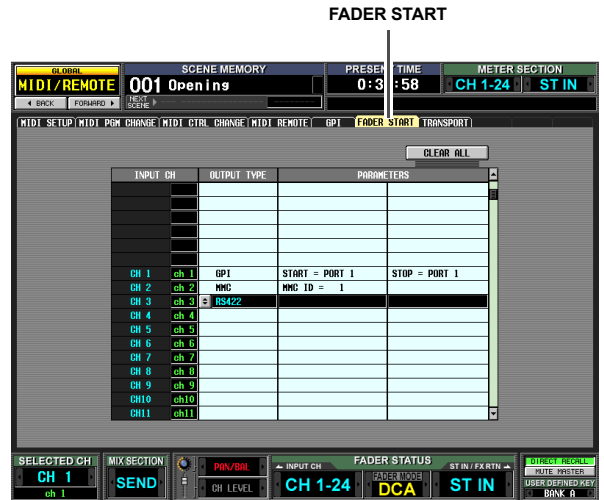 FADER START
GLOBAL
MIDI/REMOTE
BACK FORWARD
SCENE MEMORY
001 Opening
NEXT SCENE
PRESENT TIME
METER SECTION
CH 1-24 ST IN
MIDI SETUP MIDI PGM CHANGE MIDI CTRL CHANGE MIDI REMOTE GPI FADER START TRANSPORT
CLEAR ALL
INPUT CH OUTPUT TYPE PARAMETERS
CH 1 ch 1 GPI START = PORT 1 STOP = PORT 1
CH 2 ch 2 MMC MMC ID = 1
CH 3 ch 3 RS422
CH 4 ch 4
CH 5 ch 5
CH 6 ch 6
CH 7 ch 7
CH 8 ch 8
CH 9 ch 9
CH10 ch10
CH11 ch11
SELECTED CH
CH 1
ch 1
MIX SECTION
SEND
PAN/BAL
CH LEVEL
FADER STATUS
INPUT CH
CH 1-24
FADER MODE
DCA
ST IN / FX RTN
ST IN
DIRECT RECALL
MUTE MASTER
USER DEFINED KEY
BANK A